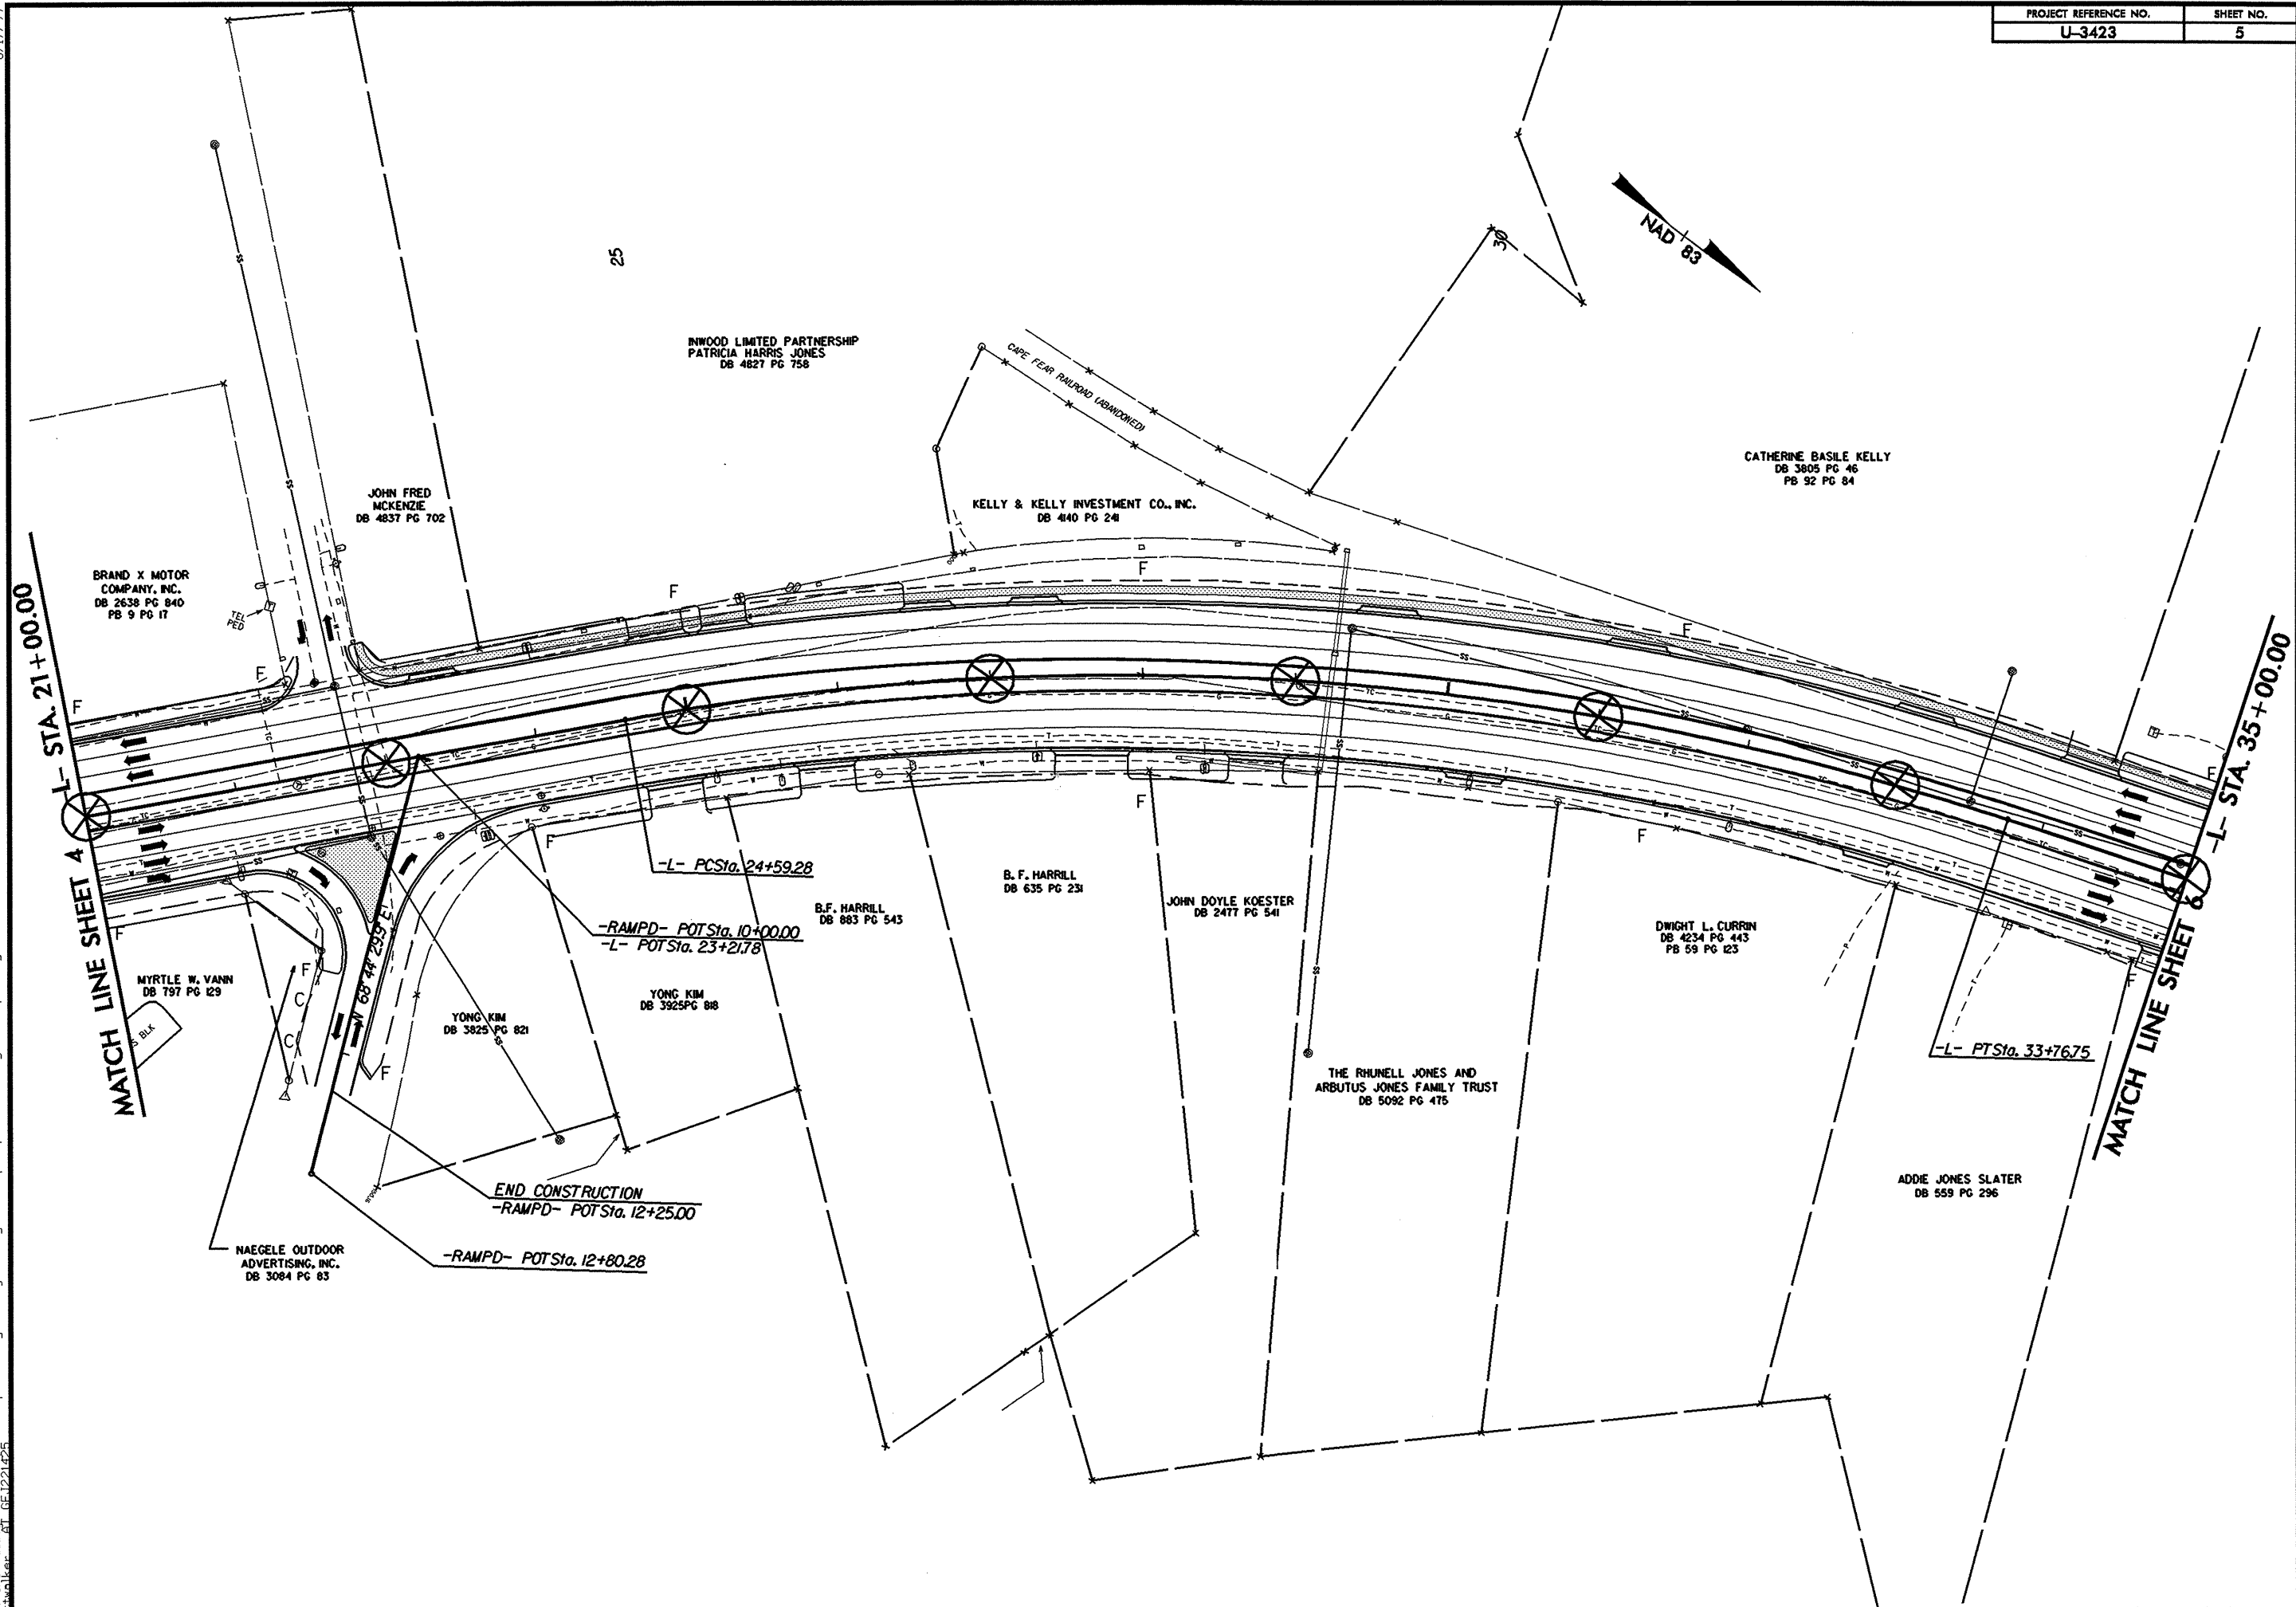 PROJECT REFERENCE NO.
SHEET NO.
U-3423
5
25
30
NAD 83
INWOOD LIMITED PARTNERSHIP
PATRICIA HARRIS JONES
DB 4827 PG 758
CAPE FEAR RAILROAD (ABANDONED)
CATHERINE BASILE KELLY
DB 3805 PG 46
PB 92 PG 84
JOHN FRED
MCKENZIE
DB 4837 PG 702
KELLY & KELLY INVESTMENT CO., INC.
DB 4140 PG 241
BRAND X MOTOR
COMPANY, INC.
DB 2638 PG 840
PB 9 PG 17
TEL
PED
MATCH LINE SHEET 4 -L- STA. 21+00.00
MATCH LINE SHEET 6 -L- STA. 35+00.00
-L- PCSta. 24+59.28
-RAMPD- POTSta. 10+00.00
-L- POTSta. 23+21.78
N 68° 44' 29.9" E
B.F. HARRILL
DB 883 PG 543
B. F. HARRILL
DB 635 PG 231
JOHN DOYLE KOESTER
DB 2477 PG 541
DWIGHT L. CURRIN
DB 4234 PG 443
PB 59 PG 123
MYRTLE W. VANN
DB 797 PG 129
S BLK
YONG KIM
DB 3825 PG 821
YONG KIM
DB 3925PG 818
-L- PTSta. 33+76.75
THE RHUNELL JONES AND
ARBUTUS JONES FAMILY TRUST
DB 5092 PG 475
ADDIE JONES SLATER
DB 559 PG 296
END CONSTRUCTION
-RAMPD- POTSta. 12+25.00
-RAMPD- POTSta. 12+80.28
NAEGELE OUTDOOR
ADVERTISING, INC.
DB 3084 PG 83